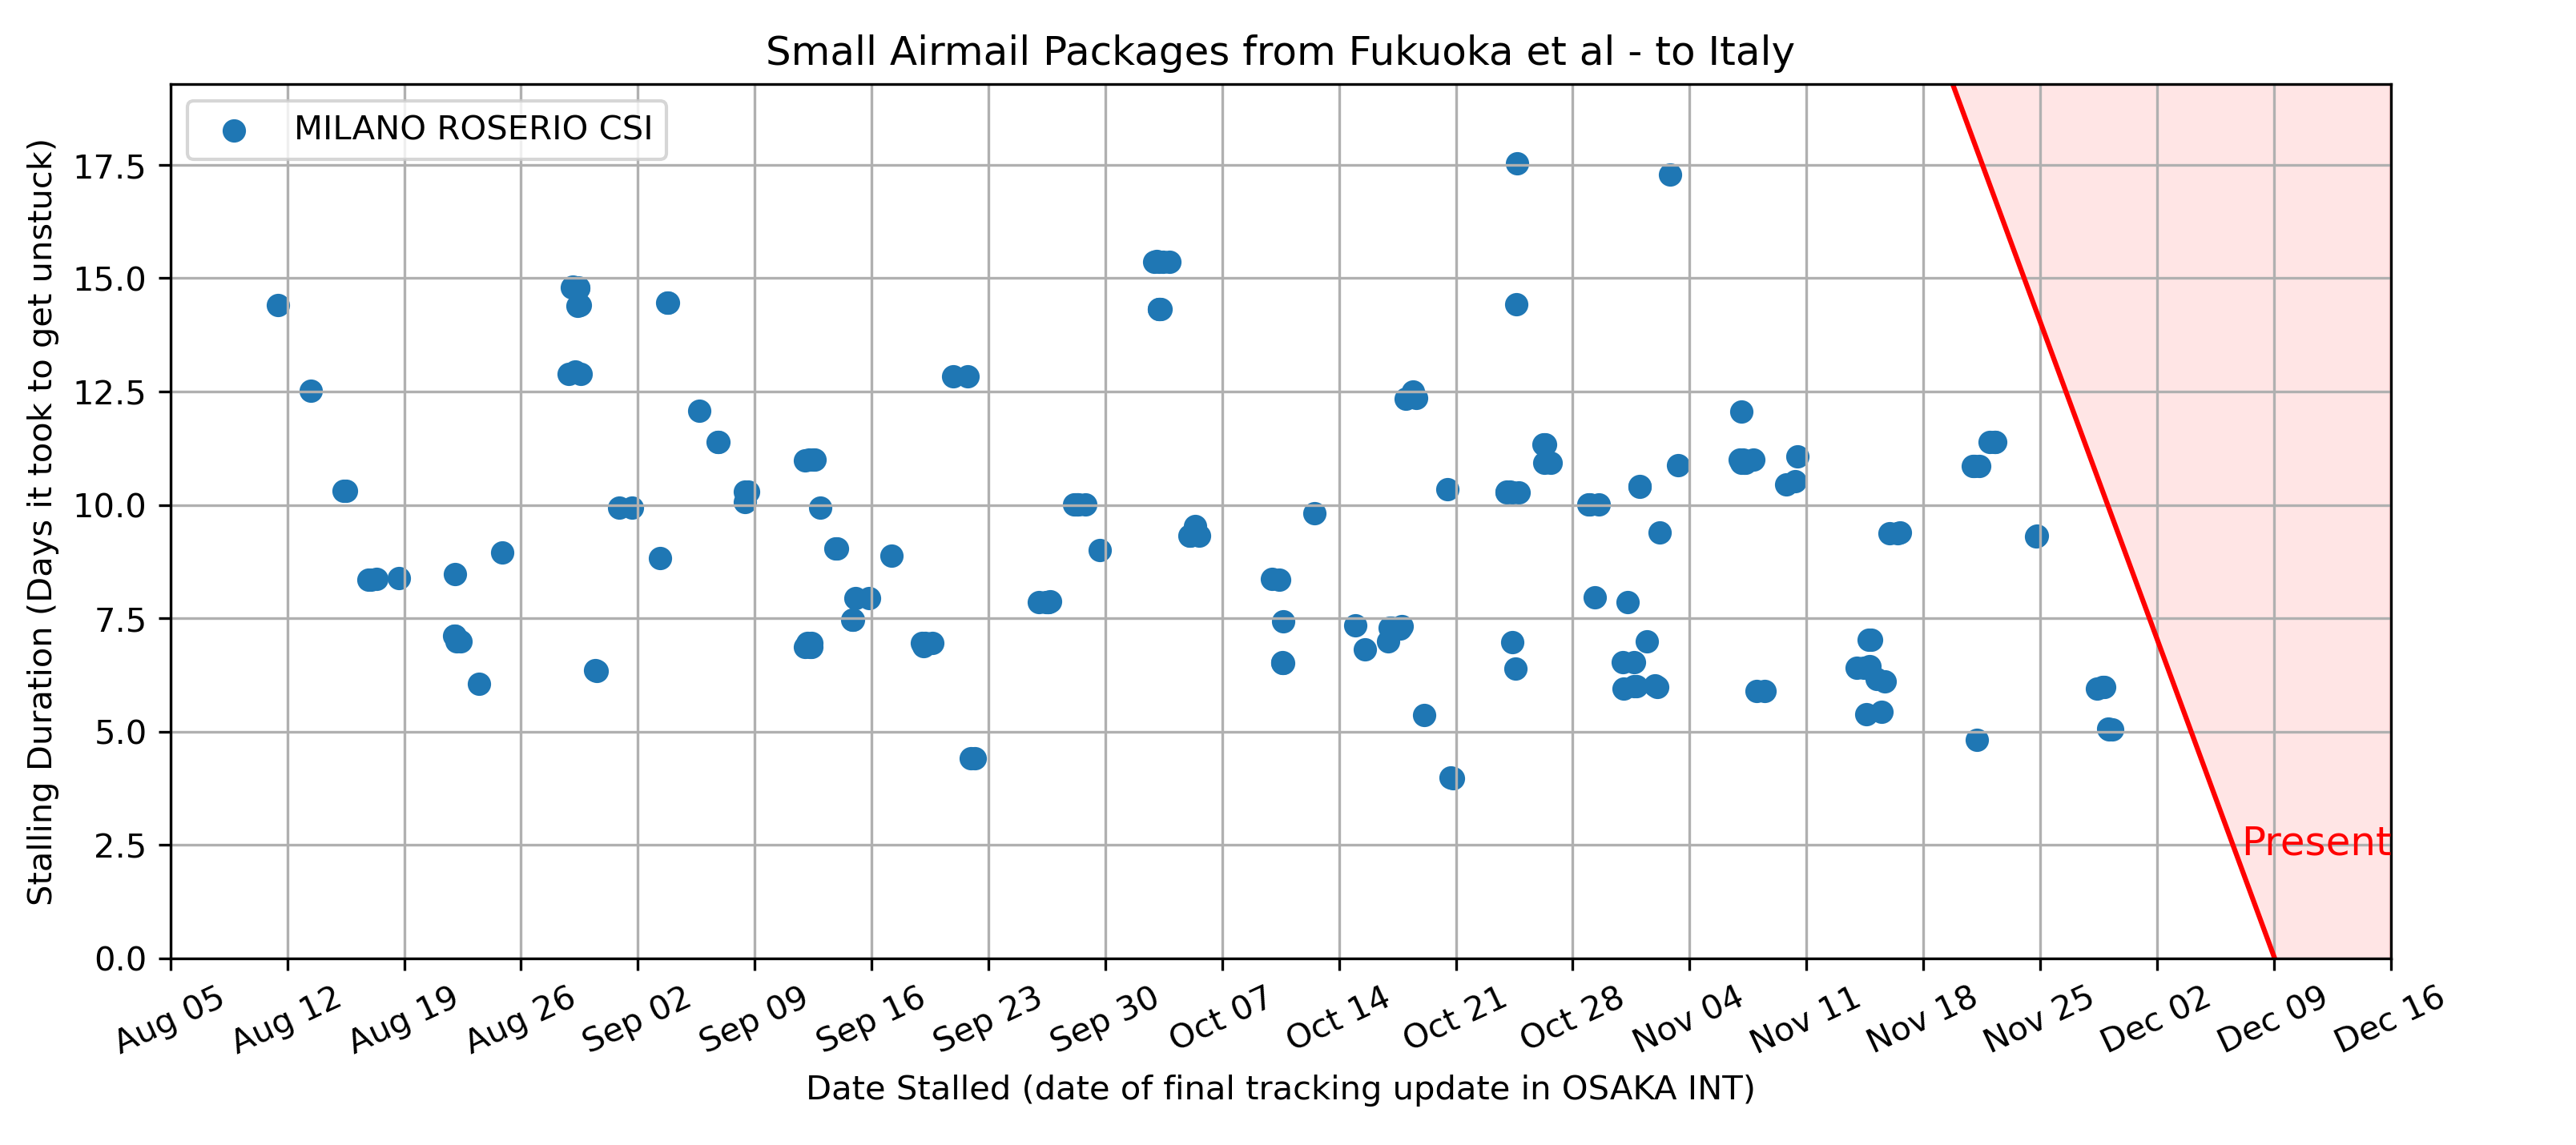 Small Airmail Packages from Fukuoka et al - to Italy
MILANO ROSERIO CSI
Stalling Duration (Days it took to get unstuck)
17.5
15.0
12.5
10.0
7.5
5.0
2.5
0.0
Present
Aug 05
Aug 12
Aug 19
Aug 26
Sep 02
Sep 09
Sep 16
Sep 23
Sep 30
Oct 07
Oct 14
Oct 21
Oct 28
Nov 04
Nov 11
Nov 18
Nov 25
Dec 02
Dec 09
Dec 16
Date Stalled (date of final tracking update in OSAKA INT)